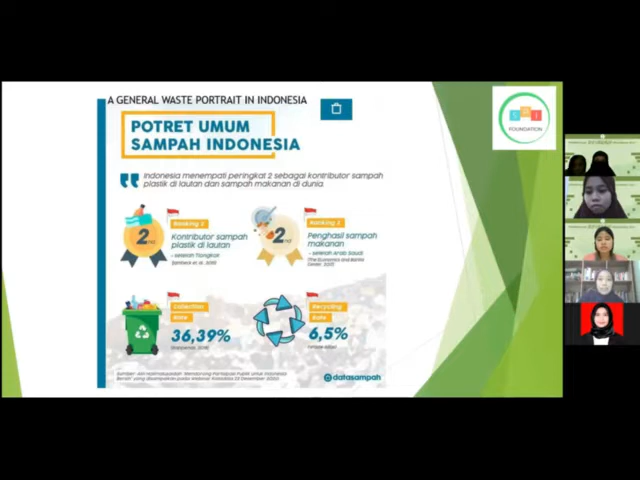 A GENERAL WASTE PORTRAIT IN INDONESIA
POTRET UMUM
SAMPAH INDONESIA
Indonesia menempati peringkat 2 sebagai kontributor sampah
plastik di lautan dan sampah makanan di dunia
Ranking 2
Kontributor sampah
plastik di lautan
- setelah Tiongkok
2nd
Ranking 2
Penghasil sampah
makanan
- setelah Arab Saudi
2nd
Collection
Rate
36,39%
Recycling
Rate
6,5%
datasampah
FOUNDATION